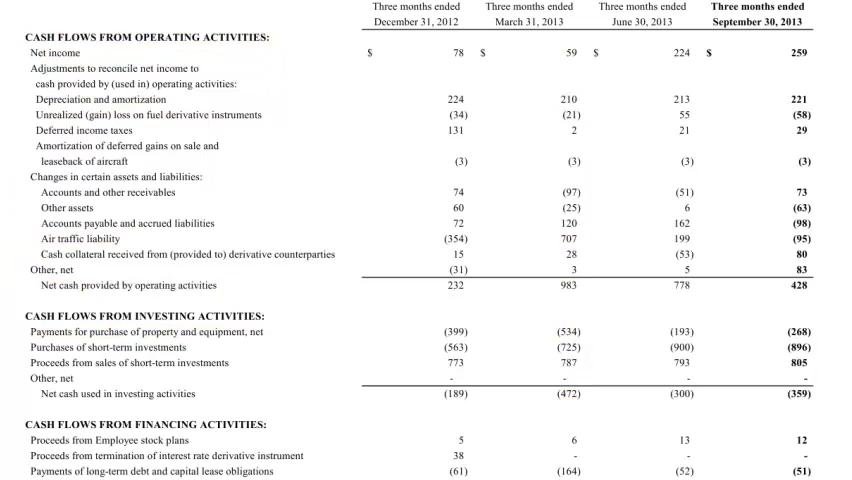 Three months ended Three months ended Three months ended Three months ended
December 31, 2012 March 31, 2013 June 30, 2013 September 30, 2013
CASH FLOWS FROM OPERATING ACTIVITIES:
Net income $ 78 $ 59 $ 224 $ 259
Adjustments to reconcile net income to
cash provided by (used in) operating activities:
Depreciation and amortization 224 210 213 221
Unrealized (gain) loss on fuel derivative instruments (34) (21) 55 (58)
Deferred income taxes 131 2 21 29
Amortization of deferred gains on sale and
leaseback of aircraft (3) (3) (3) (3)
Changes in certain assets and liabilities:
Accounts and other receivables 74 (97) (51) 73
Other assets 60 (25) 6 (63)
Accounts payable and accrued liabilities 72 120 162 (98)
Air traffic liability (354) 707 199 (95)
Cash collateral received from (provided to) derivative counterparties 15 28 (53) 80
Other, net (31) 3 5 83
Net cash provided by operating activities 232 983 778 428
CASH FLOWS FROM INVESTING ACTIVITIES:
Payments for purchase of property and equipment, net (399) (534) (193) (268)
Purchases of short-term investments (563) (725) (900) (896)
Proceeds from sales of short-term investments 773 787 793 805
Other, net - - - -
Net cash used in investing activities (189) (472) (300) (359)
CASH FLOWS FROM FINANCING ACTIVITIES:
Proceeds from Employee stock plans 5 6 13 12
Proceeds from termination of interest rate derivative instrument 38 - - -
Payments of long-term debt and capital lease obligations (61) (164) (52) (51)